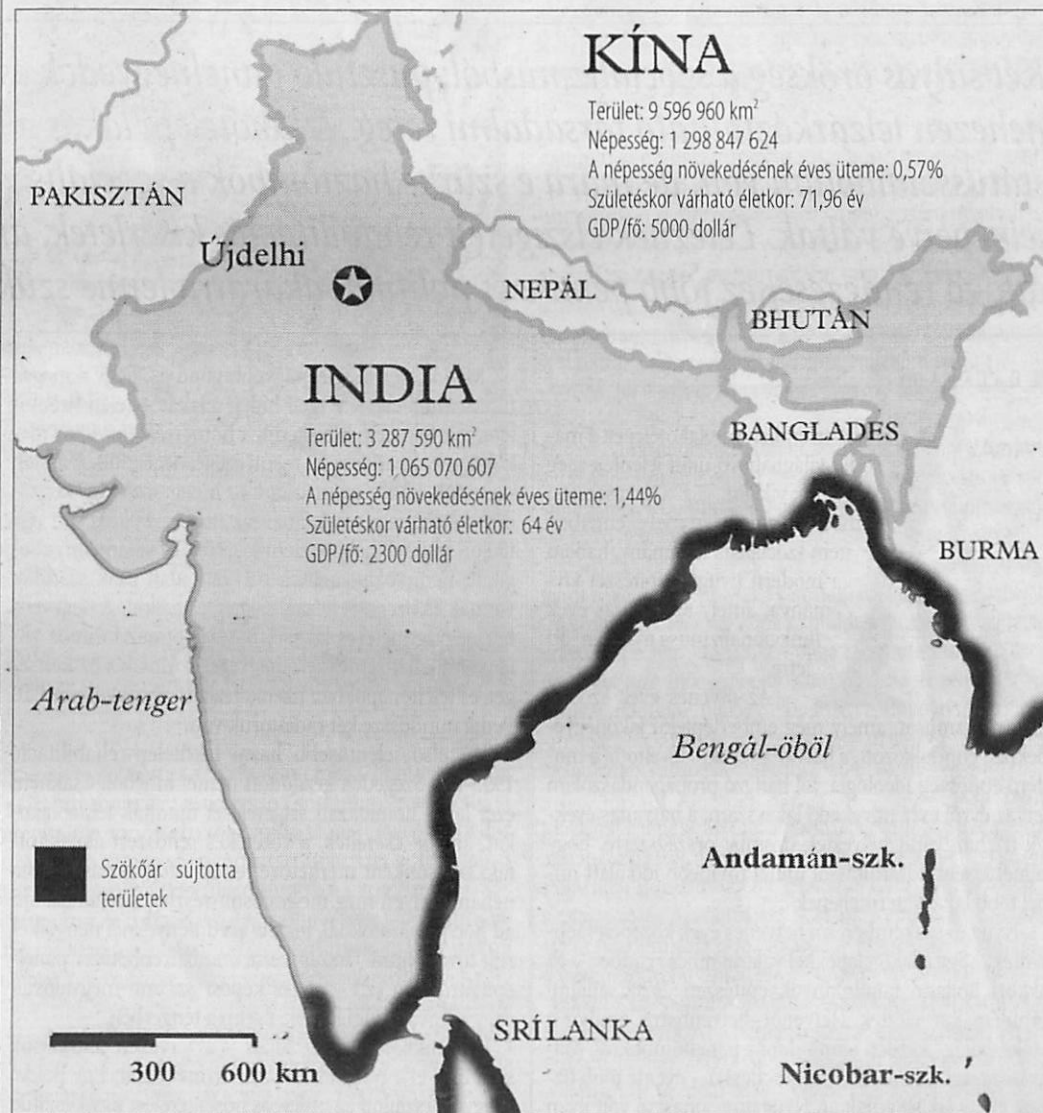 KÍNA
Terület: 9 596 960 km²
Népesség: 1 298 847 624
A népesség növekedésének éves üteme: 0,57%
Születéskor várható életkor: 71,96 év
GDP/fő: 5000 dollár
PAKISZTÁN
Újdelhi
NEPÁL
BHUTÁN
INDIA
Terület: 3 287 590 km²
Népesség: 1 065 070 607
A népesség növekedésének éves üteme: 1,44%
Születéskor várható életkor: 64 év
GDP/fő: 2300 dollár
BANGLADES
BURMA
Arab-tenger
Bengál-öböl
Szökőár sújtotta
területek
Andamán-szk.
SRÍ LANKA
300 600 km
Nicobar-szk.